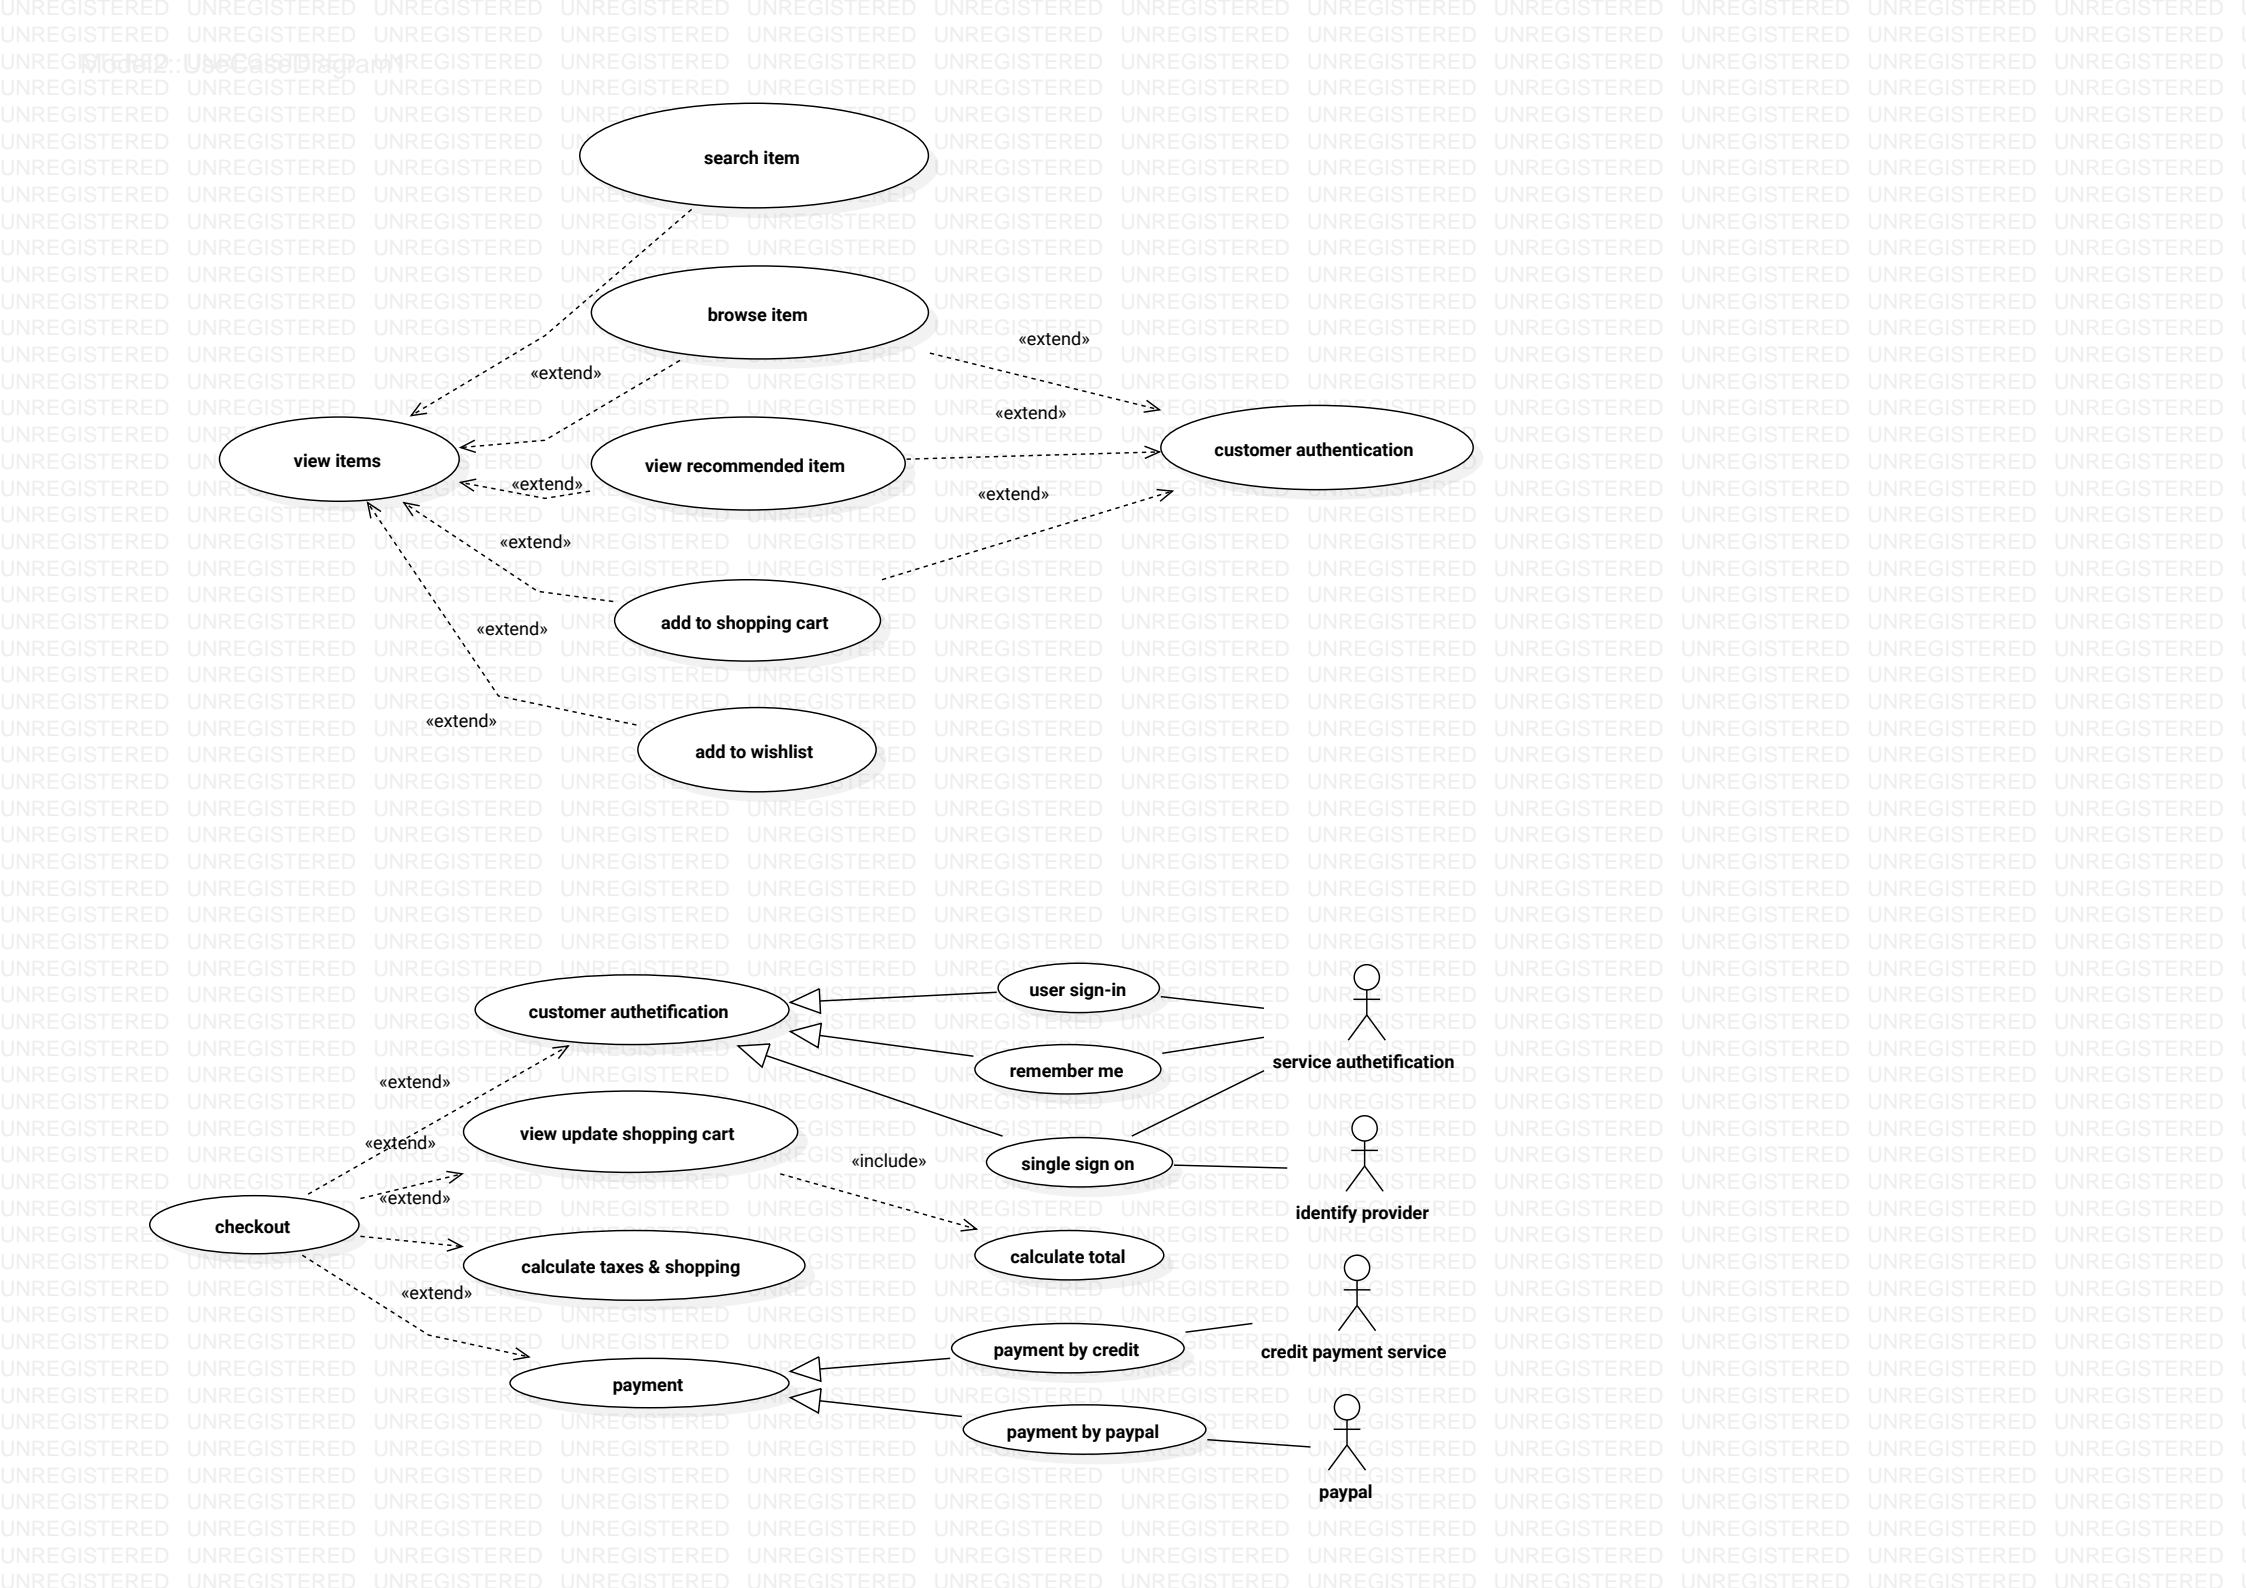 Model2::UseCaseDiagram1
search item
browse item
«extend»
«extend»
«extend»
view items
view recommended item
customer authentication
«extend»
«extend»
«extend»
add to shopping cart
«extend»
«extend»
add to wishlist
user sign-in
customer authetification
service authetification
remember me
«extend»
view update shopping cart
«extend»
«include»
single sign on
«extend»
identify provider
checkout
calculate total
calculate taxes & shopping
«extend»
payment by credit
credit payment service
payment
payment by paypal
paypal
UNREGISTERED